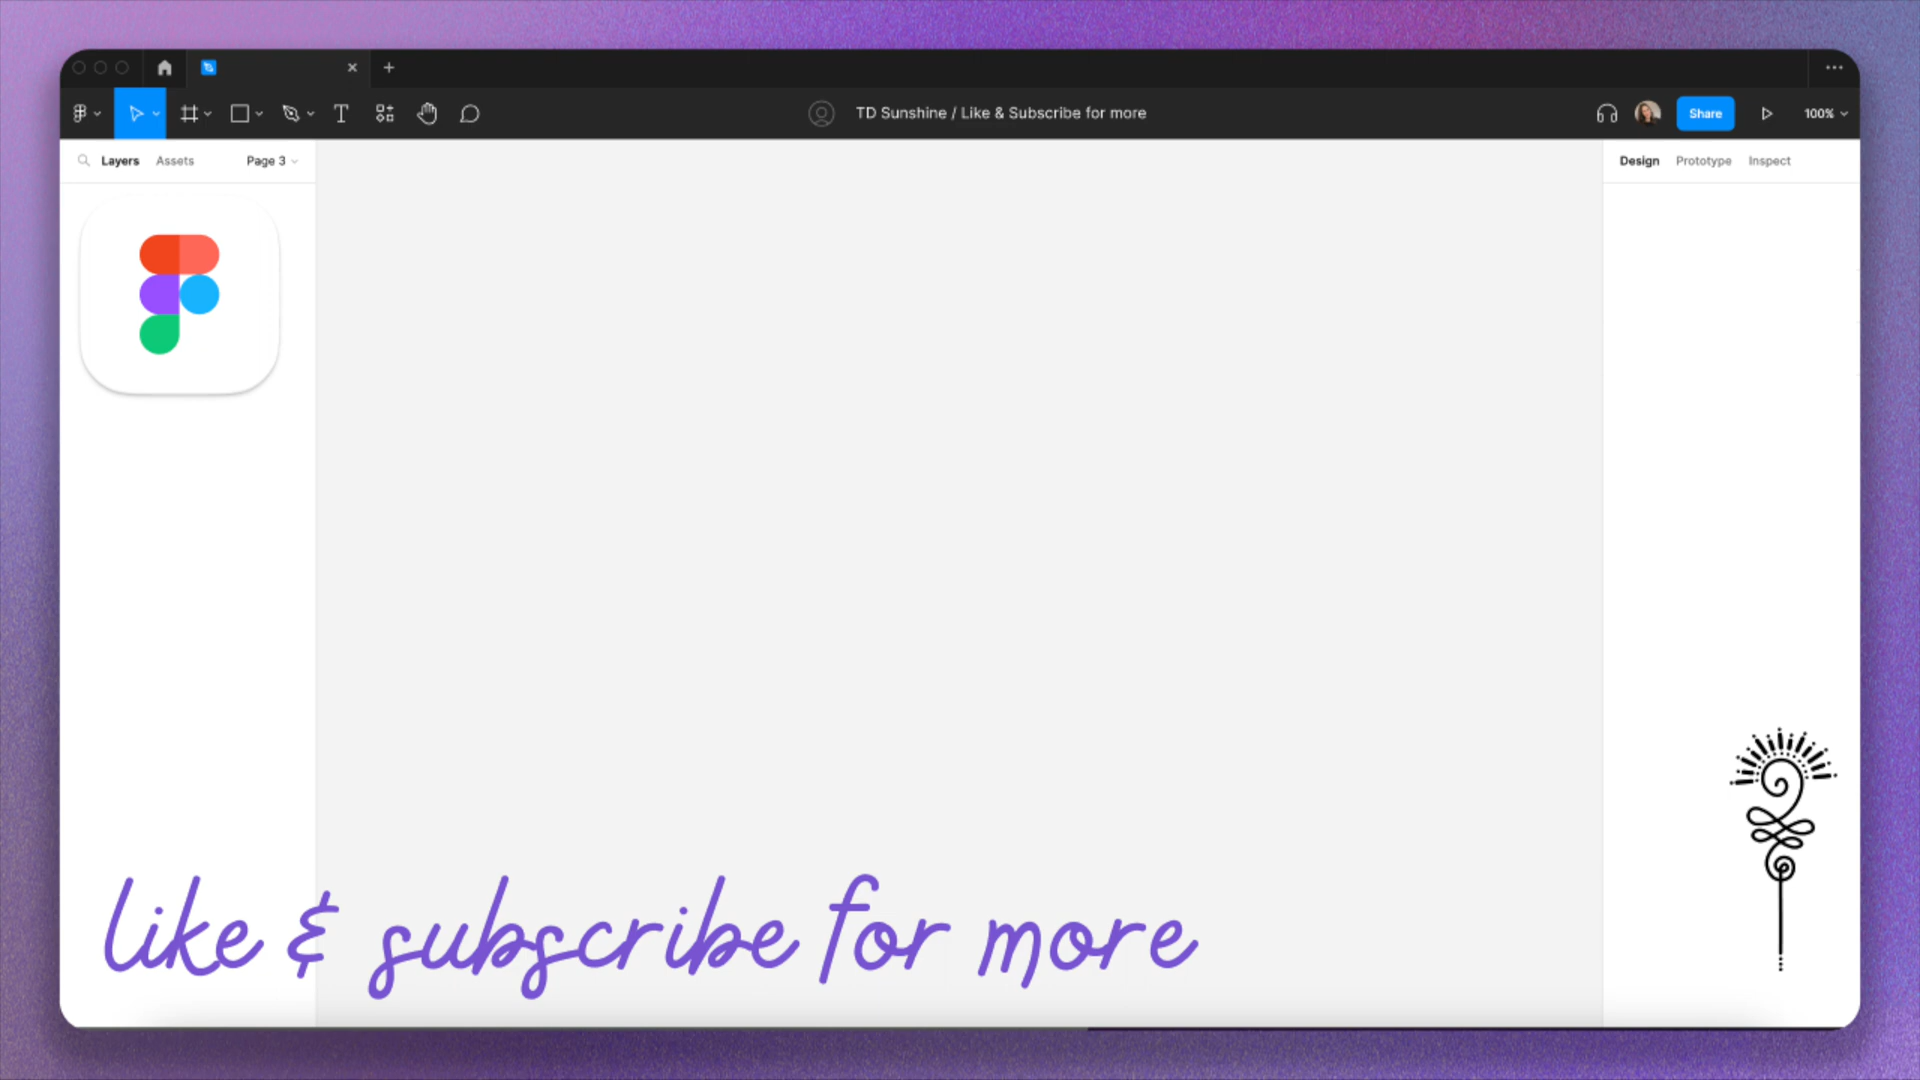 TD Sunshine / Like & Subscribe for more
Share
100%
Layers
Assets
Page 3
Design
Prototype
Inspect
like & subscribe for more